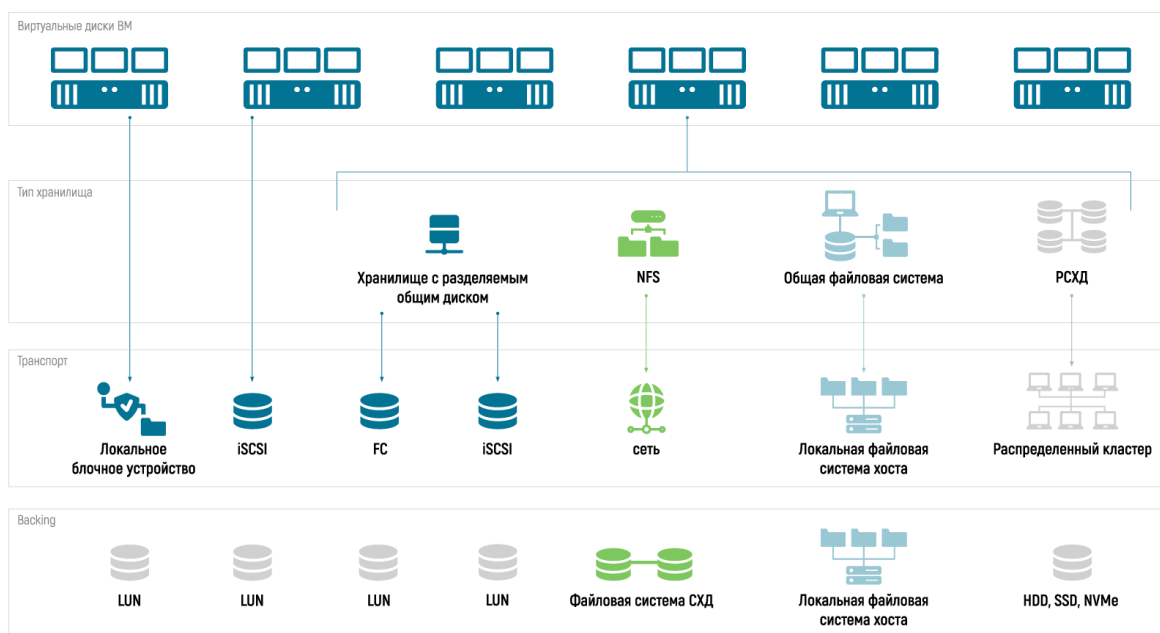 Виртуальные диски ВМ
Тип хранилища
Хранилище с разделяемым
общим диском
NFS
Общая файловая система
РСХД
Транспорт
Локальное
блочное устройство
iSCSI
FC
iSCSI
сеть
Локальная файловая
система хоста
Распределенный кластер
Backing
LUN
LUN
LUN
LUN
Файловая система СХД
Локальная файловая
система хоста
HDD, SSD, NVMe